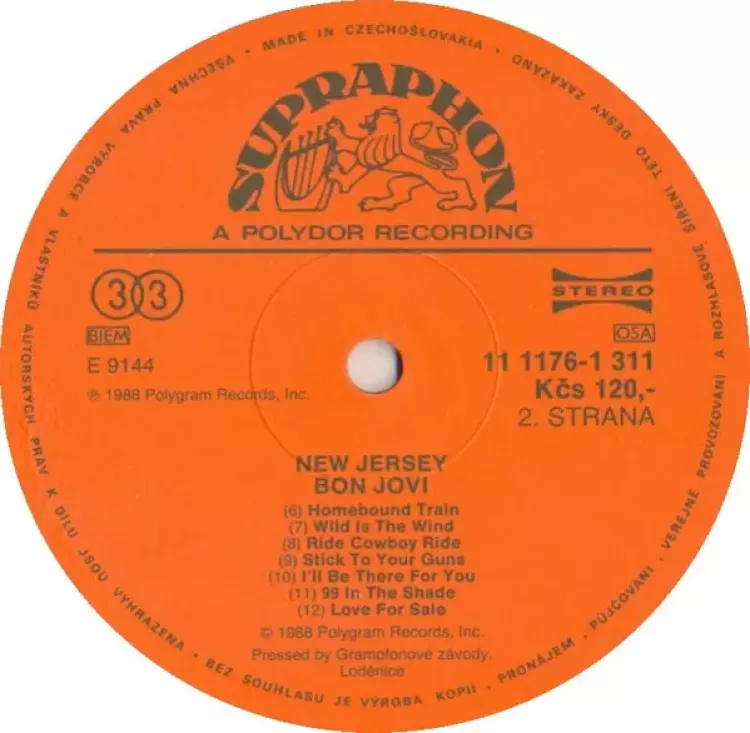 • MADE IN CZECHOSLOVAKIA •
VŠECHNA PRÁVA VÝROBCE A VLASTNÍKŮ AUTORSKÝCH PRÁV K DÍLU JSOU VYHRAZENA • BEZ SOUHLASU JE VÝROBA KOPIÍ, PRONÁJEM, PŮJČOVÁNÍ, VEŘEJNÉ PROVOZOVÁNÍ A ROZHLASOVÉ ŠÍŘENÍ TÉTO DESKY ZAKÁZÁNO
SUPRAPHON
A POLYDOR RECORDING
33
STEREO
BIEM
OSA
E 9144
11 1176-1 311
℗ 1988 Polygram Records, Inc.
Kčs 120,-
2. STRANA
NEW JERSEY
BON JOVI
(6) Homebound Train
(7) Wild Is The Wind
(8) Ride Cowboy Ride
(9) Stick To Your Guns
(10) I'll Be There For You
(11) 99 In The Shade
(12) Love For Sale
© 1988 Polygram Records, Inc.
Pressed by Gramofonové závody,
Loděnice